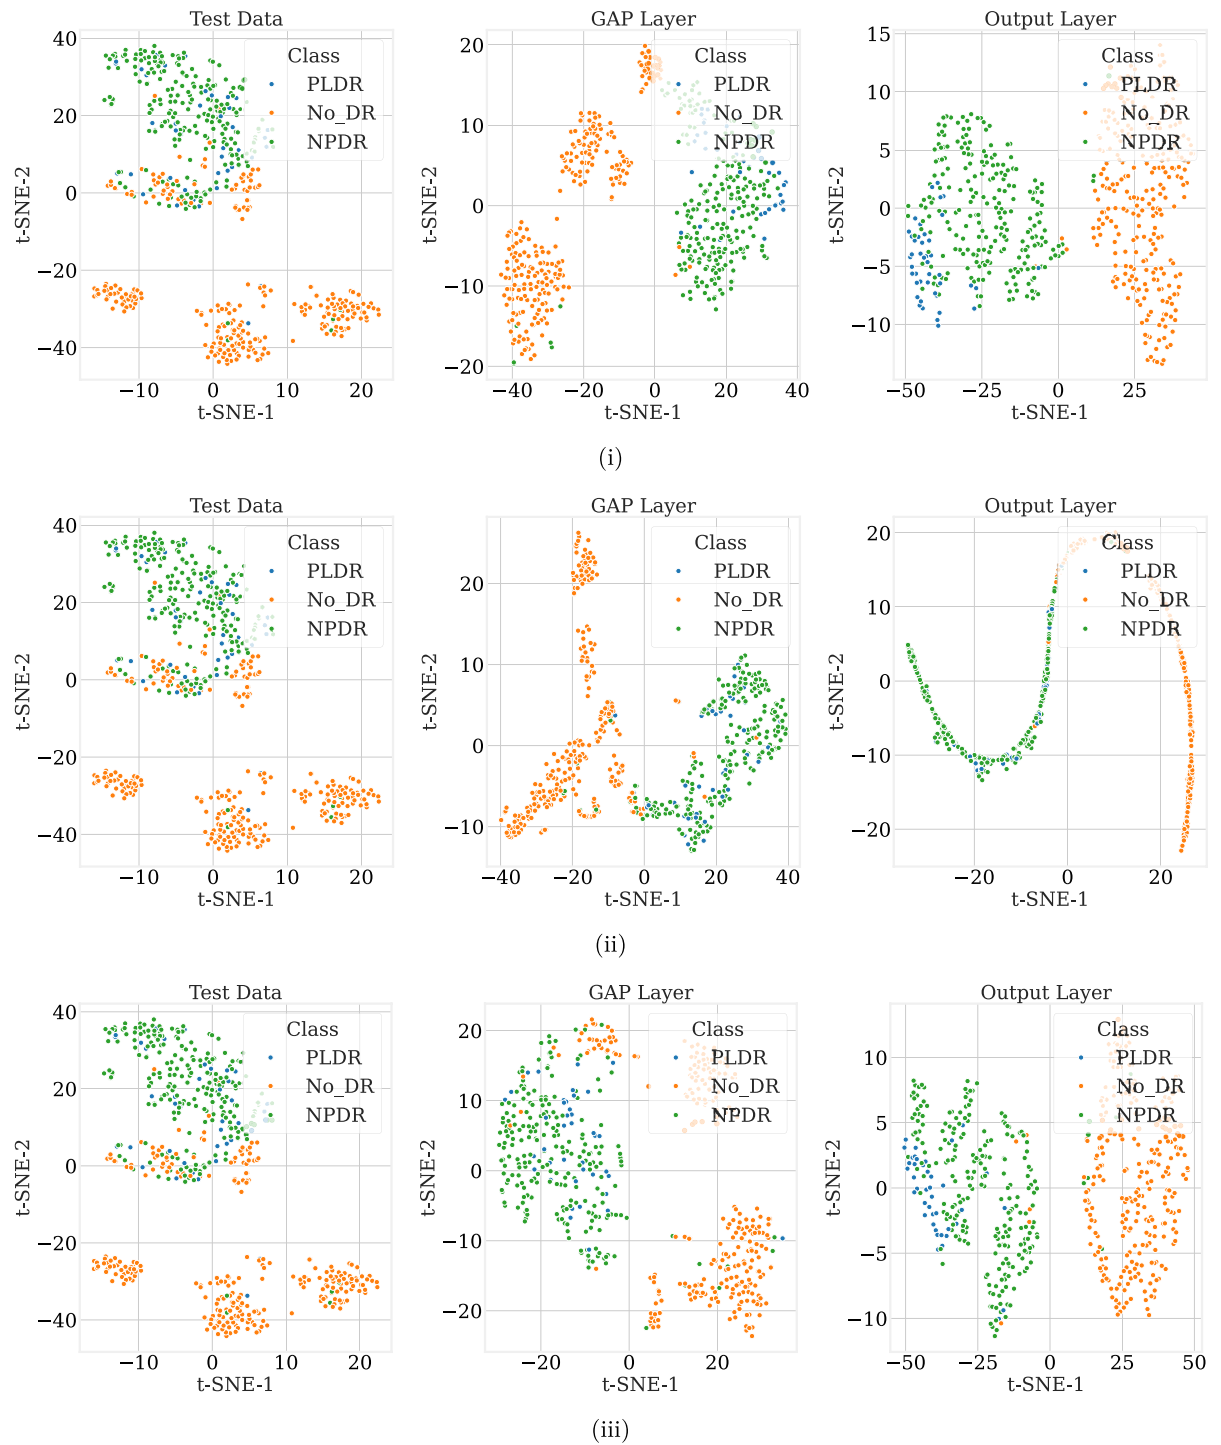 Test Data
GAP Layer
Output Layer
40
20
0
−20
−40
−10
0
10
20
t-SNE-1
t-SNE-2
Class
PLDR
No_DR
NPDR
20
10
0
−10
−20
−40
−20
0
20
40
t-SNE-1
t-SNE-2
Class
PLDR
No_DR
NPDR
15
10
5
0
−5
−10
−50
−25
0
25
t-SNE-1
t-SNE-2
Class
PLDR
No_DR
NPDR
(i)
Test Data
GAP Layer
Output Layer
40
20
0
−20
−40
−10
0
10
20
t-SNE-1
t-SNE-2
Class
PLDR
No_DR
NPDR
20
10
0
−10
−40
−20
0
20
40
t-SNE-1
t-SNE-2
Class
PLDR
No_DR
NPDR
20
10
0
−10
−20
−20
0
20
t-SNE-1
t-SNE-2
Class
PLDR
No_DR
NPDR
(ii)
Test Data
GAP Layer
Output Layer
40
20
0
−20
−40
−10
0
10
20
t-SNE-1
t-SNE-2
Class
PLDR
No_DR
NPDR
20
10
0
−10
−20
−20
0
20
t-SNE-1
t-SNE-2
Class
PLDR
No_DR
NPDR
10
5
0
−5
−10
−50
−25
0
25
50
t-SNE-1
t-SNE-2
Class
PLDR
No_DR
NPDR
(iii)